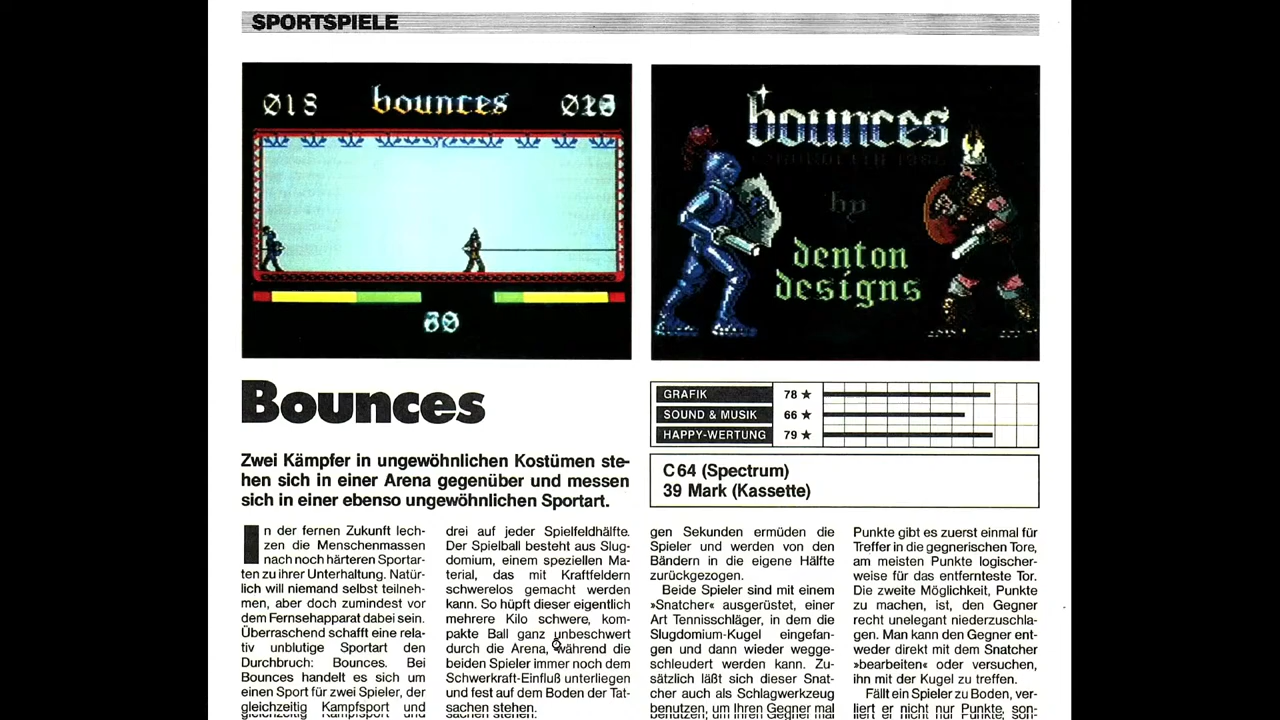 SPORTSPIELE
018 bounces
60
bounces
by
denton
designs
Bounces
GRAFIK 78 ★
SOUND & MUSIK 66 ★
HAPPY-WERTUNG 79 ★
Zwei Kämpfer in ungewöhnlichen Kostümen ste-
hen sich in einer Arena gegenüber und messen
sich in einer ebenso ungewöhnlichen Sportart.
C 64 (Spectrum)
39 Mark (Kassette)
In der fernen Zukunft lech-
zen die Menschenmassen
nach noch härteren Sportar-
ten zu ihrer Unterhaltung. Natür-
lich will niemand selbst teilneh-
men, aber doch zumindest vor
dem Fernsehapparat dabei sein.
Überraschend schafft eine rela-
tiv unblutige Sportart den
Durchbruch: Bounces. Bei
Bounces handelt es sich um
einen Sport für zwei Spieler, der
gleichzeitig Kampfsport und
drei auf jeder Spielfeldhälfte.
Der Spielball besteht aus Slug-
domium, einem speziellen Ma-
terial, das mit Kraftfeldern
schwerelos gemacht werden
kann. So hüpft dieser eigentlich
mehrere Kilo schwere, kom-
pakte Ball ganz unbeschwert
durch die Arena, während die
beiden Spieler immer noch dem
Schwerkraft-Einfluß unterliegen
und fest auf dem Boden der Tat-
sachen stehen.
gen Sekunden ermüden die
Spieler und werden von den
Bändern in die eigene Hälfte
zurückgezogen.
Beide Spieler sind mit einem
»Snatcher« ausgerüstet, einer
Art Tennisschläger, in dem die
Slugdomium-Kugel eingefan-
gen und dann wieder wegge-
schleudert werden kann. Zu-
sätzlich läßt sich dieser Snat-
cher auch als Schlagwerkzeug
benutzen, um Ihren Gegner mal
Punkte gibt es zuerst einmal für
Treffer in die gegnerischen Tore,
am meisten Punkte logischer-
weise für das entfernteste Tor.
Die zweite Möglichkeit, Punkte
zu machen, ist, den Gegner
recht unelegant niederzuschla-
gen. Man kann den Gegner ent-
weder direkt mit dem Snatcher
»bearbeiten« oder versuchen,
ihn mit der Kugel zu treffen.
Fällt ein Spieler zu Boden, ver-
liert er nicht nur Punkte, son-